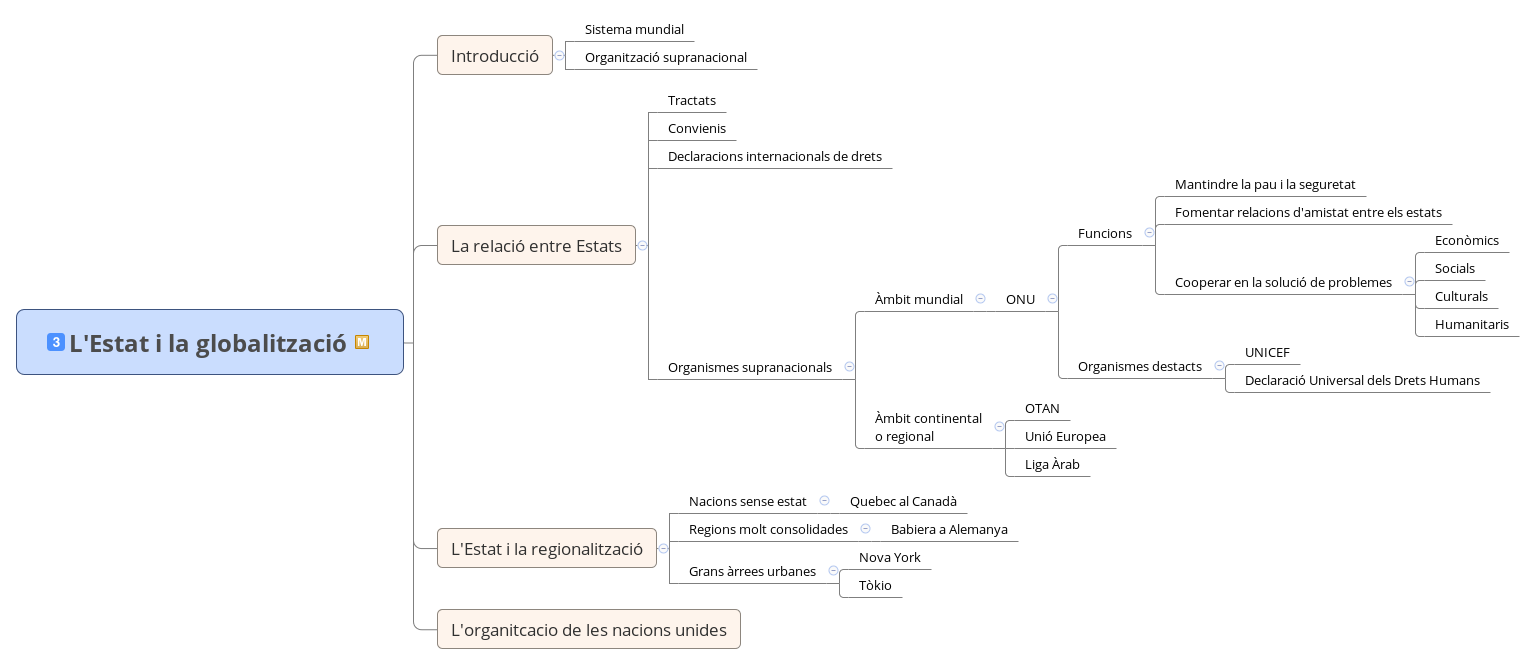 Sistema mundial
Introducció
Organització supranacional
Tractats
Convienis
Declaracions internacionals de drets
Mantindre la pau i la seguretat
Fomentar relacions d'amistat entre els estats
Funcions
Econòmics
La relació entre Estats
Socials
Cooperar en la solució de problemes
Culturals
Àmbit mundial
ONU
Humanitaris
3 L'Estat i la globalització M
UNICEF
Organismes supranacionals
Organismes destacts
Declaració Universal dels Drets Humans
OTAN
Àmbit continental
o regional
Unió Europea
Liga Àrab
Nacions sense estat
Quebec al Canadà
Regions molt consolidades
Babiera a Alemanya
L'Estat i la regionalització
Nova York
Grans àrrees urbanes
Tòkio
L'organitcacio de les nacions unides